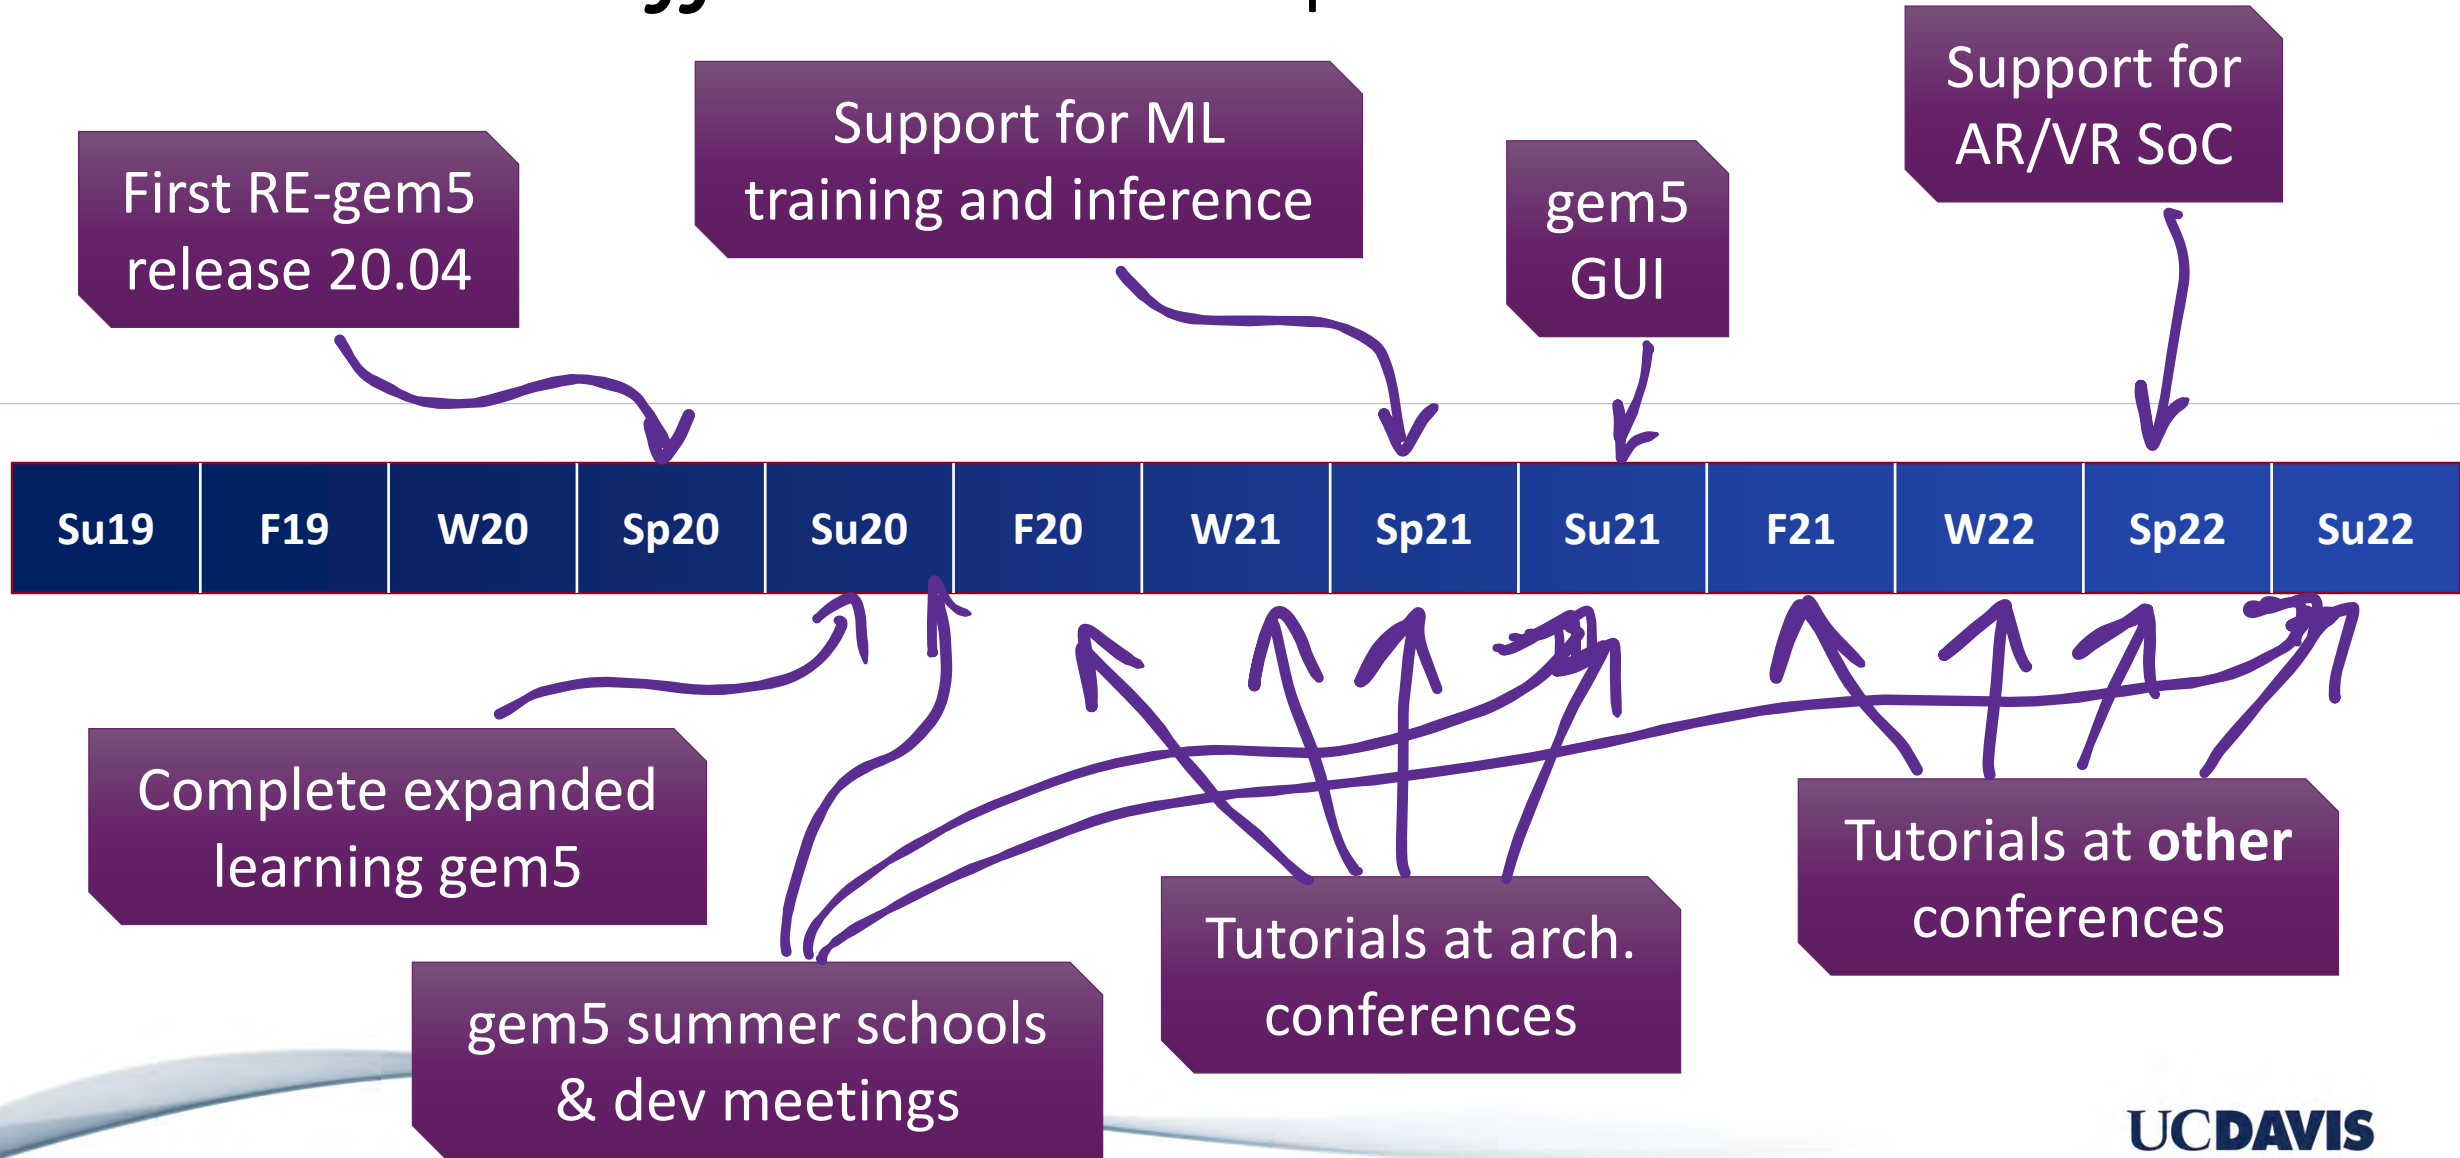 Support for
AR/VR SoC
Support for ML
training and inference
First RE-gem5
release 20.04
gem5
GUI
Su19 F19 W20 Sp20 Su20 F20 W21 Sp21 Su21 F21 W22 Sp22 Su22
Complete expanded
learning gem5
Tutorials at other
conferences
Tutorials at arch.
conferences
gem5 summer schools
& dev meetings
UCDAVIS